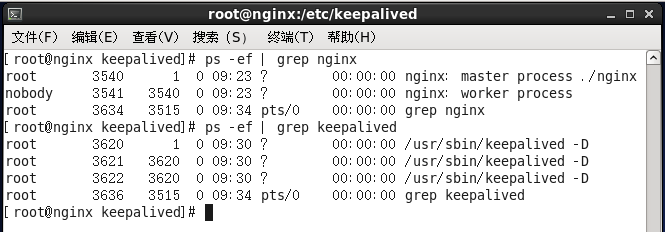 root@nginx:/etc/keepalived
文件(F) 编辑(E) 查看(V) 搜索 (S) 终端(T) 帮助(H)
[root@nginx keepalived]# ps -ef | grep nginx
root 3540 1 0 09:23 ? 00:00:00 nginx: master process ./nginx
nobody 3541 3540 0 09:23 ? 00:00:00 nginx: worker process
root 3634 3515 0 09:34 pts/0 00:00:00 grep nginx
[root@nginx keepalived]# ps -ef | grep keepalived
root 3620 1 0 09:30 ? 00:00:00 /usr/sbin/keepalived -D
root 3621 3620 0 09:30 ? 00:00:00 /usr/sbin/keepalived -D
root 3622 3620 0 09:30 ? 00:00:00 /usr/sbin/keepalived -D
root 3636 3515 0 09:34 pts/0 00:00:00 grep keepalived
[root@nginx keepalived]#